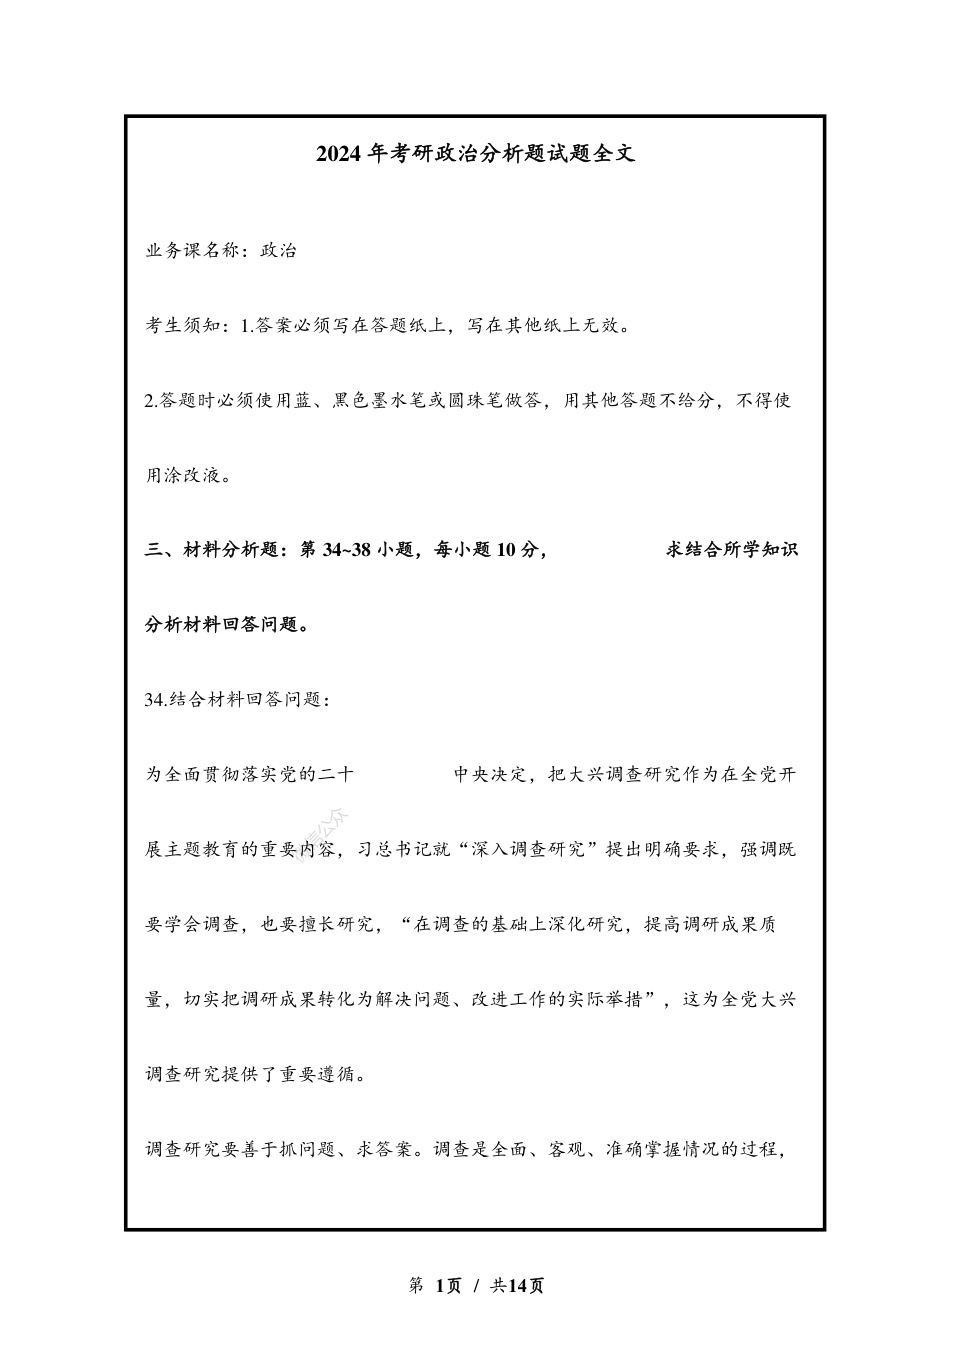 2024 年考研政治分析题试题全文
业务课名称：政治
考生须知：1.答案必须写在答题纸上，写在其他纸上无效。
2.答题时必须使用蓝、黑色墨水笔或圆珠笔做答，用其他答题不给分，不得使
用涂改液。
三、材料分析题：第 34~38 小题，每小题 10 分， 求结合所学知识
分析材料回答问题。
34.结合材料回答问题：
为全面贯彻落实党的二十 中央决定，把大兴调查研究作为在全党开
信公众
展主题教育的重要内容，习总书记就“深入调查研究”提出明确要求，强调既
要学会调查，也要擅长研究，“在调查的基础上深化研究，提高调研成果质
量，切实把调研成果转化为解决问题、改进工作的实际举措”，这为全党大兴
调查研究提供了重要遵循。
调查研究要善于抓问题、求答案。调查是全面、客观、准确掌握情况的过程，
第 1页 / 共14页